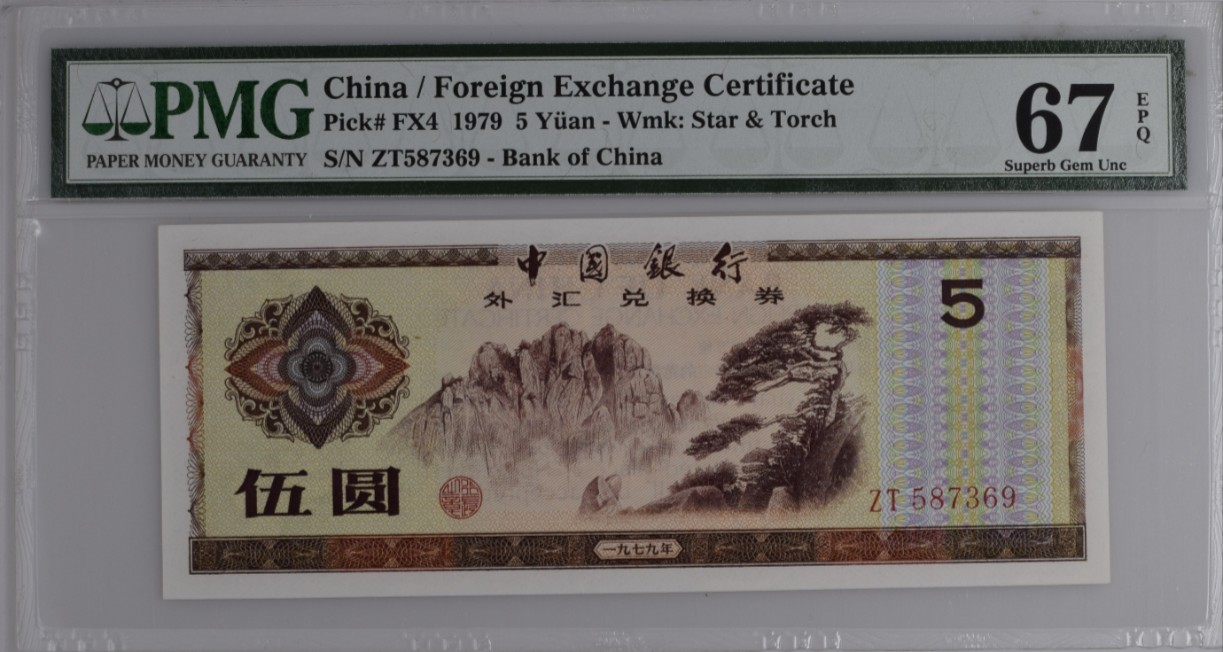 PMG
PAPER MONEY GUARANTY
China / Foreign Exchange Certificate
Pick# FX4 1979 5 Yüan - Wmk: Star & Torch
S/N ZT587369 - Bank of China
67
EPQ
Superb Gem Unc
中国銀行
外汇兑换券
5
伍圆
ZT 587369
一九七九年